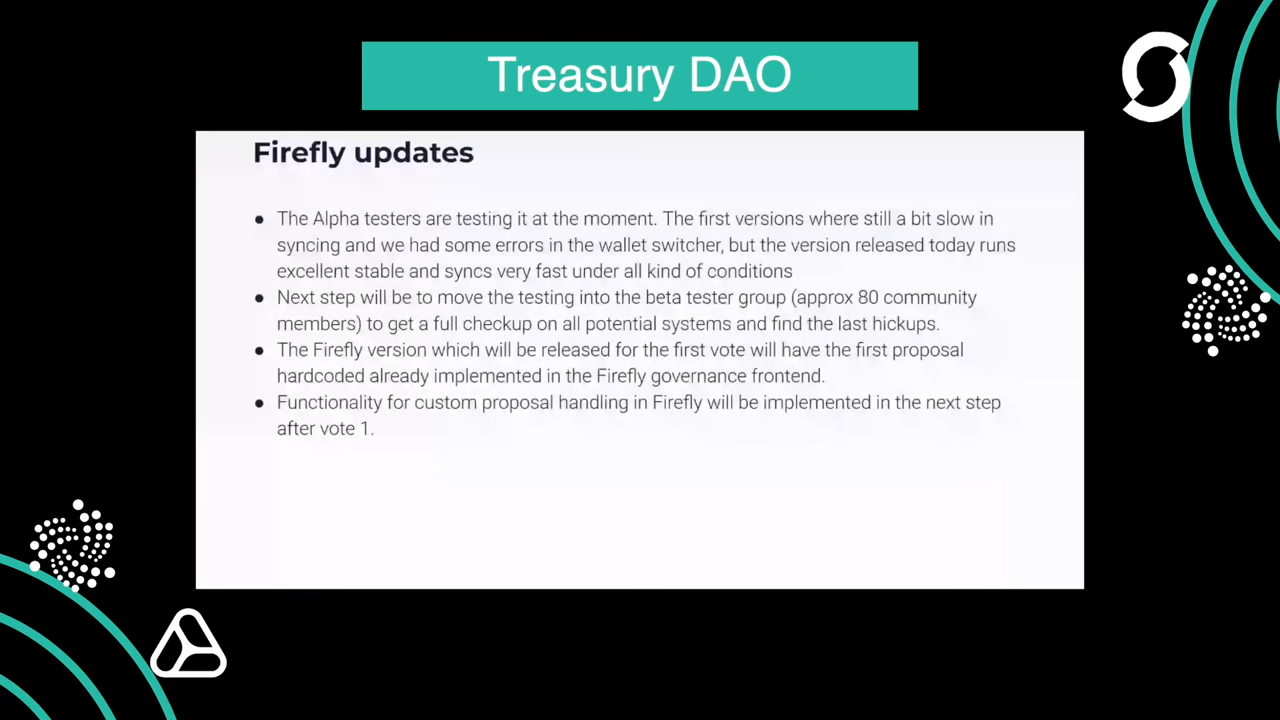 Treasury DAO
Firefly updates
● The Alpha testers are testing it at the moment. The first versions where still a bit slow in
syncing and we had some errors in the wallet switcher, but the version released today runs
excellent stable and syncs very fast under all kind of conditions
● Next step will be to move the testing into the beta tester group (approx 80 community
members) to get a full checkup on all potential systems and find the last hickups.
● The Firefly version which will be released for the first vote will have the first proposal
hardcoded already implemented in the Firefly governance frontend.
● Functionality for custom proposal handling in Firefly will be implemented in the next step
after vote 1.